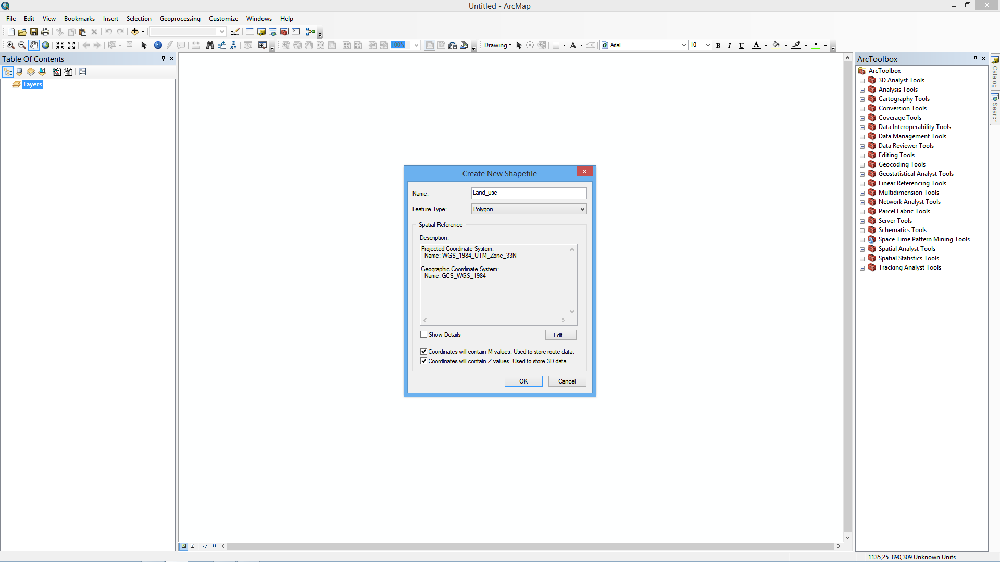 Untitled - ArcMap
File Edit View Bookmarks Insert Selection Geoprocessing Customize Windows Help
100% Drawing Arial 10 B I U A
Table Of Contents
Layers
Create New Shapefile
Name: Land_use
Feature Type: Polygon
Spatial Reference
Description:
Projected Coordinate System:
Name: WGS_1984_UTM_Zone_33N
Geographic Coordinate System:
Name: GCS_WGS_1984
Show Details Edit...
Coordinates will contain M values. Used to store route data.
Coordinates will contain Z values. Used to store 3D data.
OK Cancel
ArcToolbox
ArcToolbox
3D Analyst Tools
Analysis Tools
Cartography Tools
Conversion Tools
Coverage Tools
Data Interoperability Tools
Data Management Tools
Data Reviewer Tools
Editing Tools
Geocoding Tools
Geostatistical Analyst Tools
Linear Referencing Tools
Multidimension Tools
Network Analyst Tools
Parcel Fabric Tools
Server Tools
Schematics Tools
Space Time Pattern Mining Tools
Spatial Analyst Tools
Spatial Statistics Tools
Tracking Analyst Tools
Catalog
Search
1135,25 890,309 Unknown Units